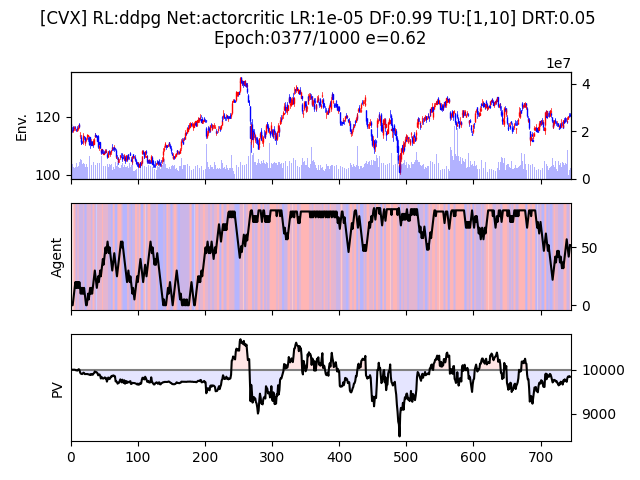 [CVX] RL:ddpg Net:actorcritic LR:1e-05 DF:0.99 TU:[1,10] DRT:0.05
Epoch:0377/1000 e=0.62
1e7
Env.
120
100
4
2
0
Agent
50
0
PV
10000
9000
0 100 200 300 400 500 600 700